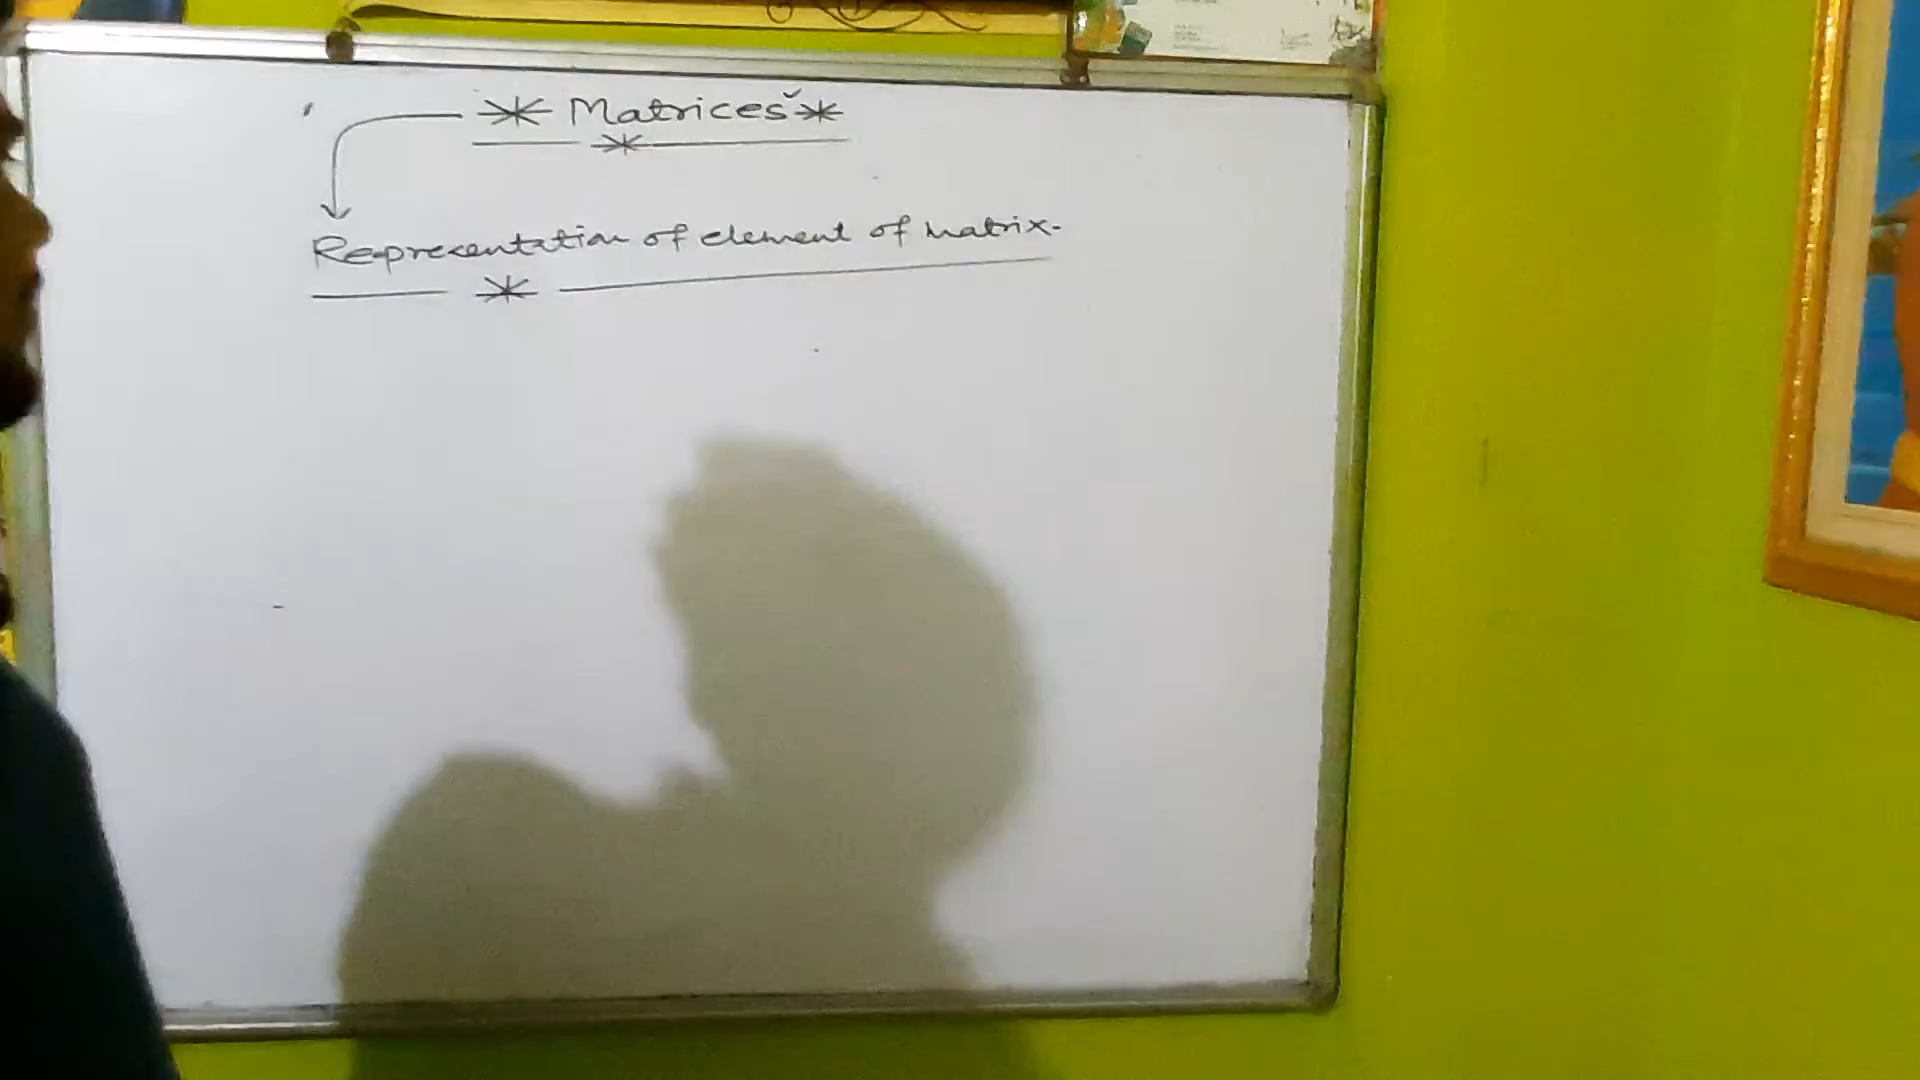 * Matrices *
Representation of element of matrix.